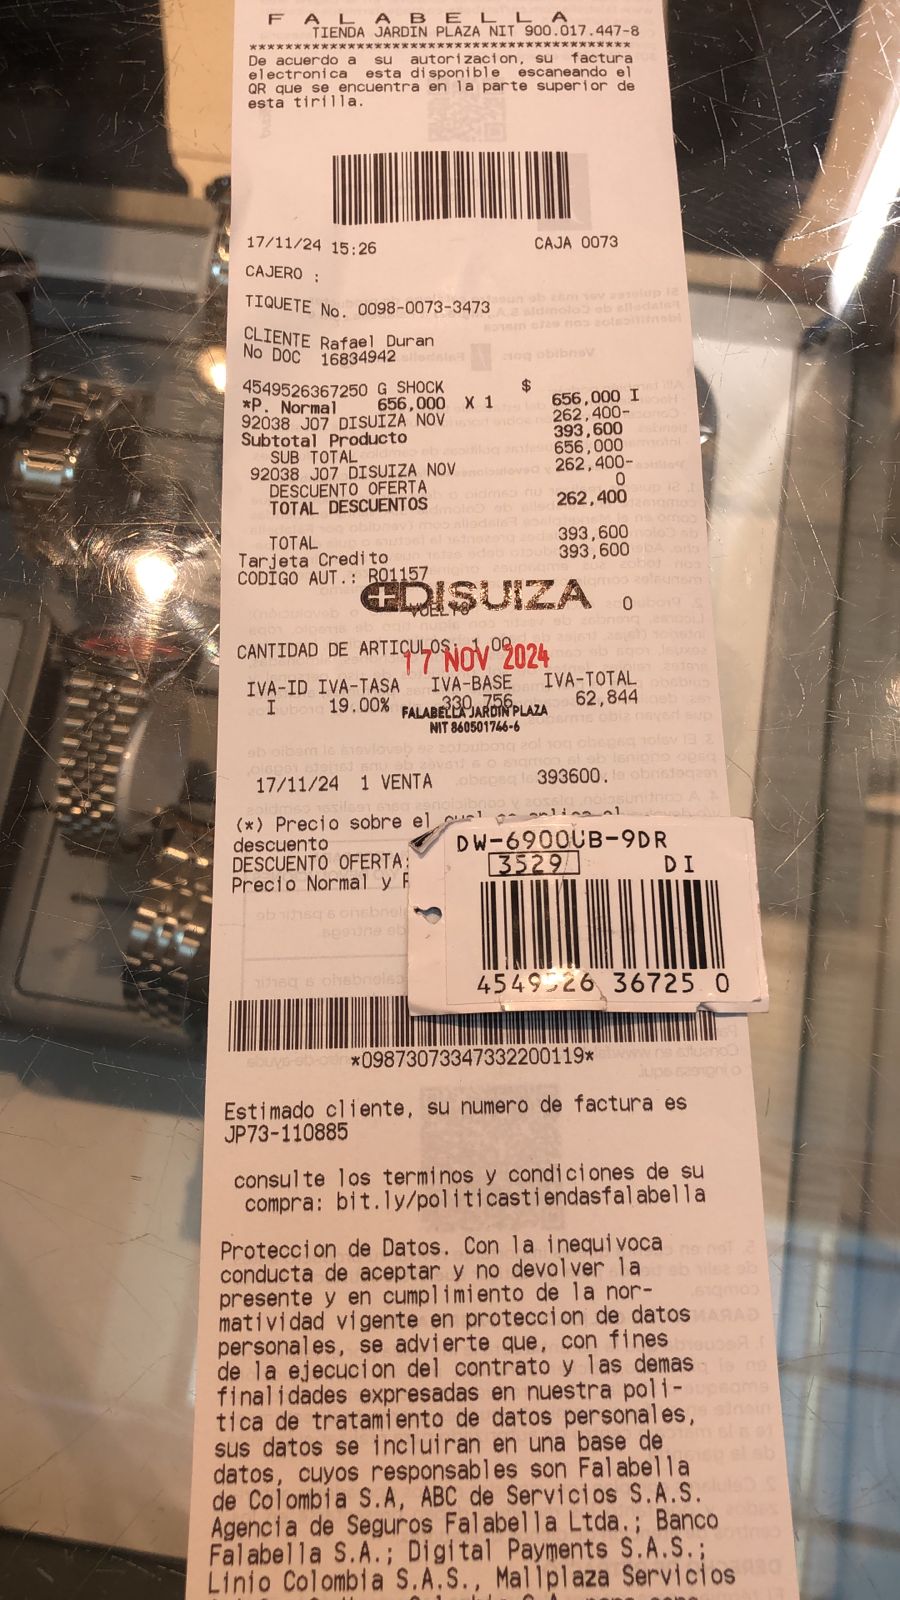 FALABELLA
TIENDA JARDIN PLAZA NIT 900.017.447-8
******************************************
De acuerdo a su autorizacion, su factura
electronica esta disponible escaneando el
QR que se encuentra en la parte superior de
esta tirilla.
17/11/24 15:26 CAJA 0073
CAJERO :
TIQUETE No. 0098-0073-3473
CLIENTE Rafael Duran
No DOC 16834942
4549526367250 G SHOCK $
*P. Normal 656,000 X 1 656,000 I
92038 J07 DISUIZA NOV 262,400-
Subtotal Producto 393,600
SUB TOTAL 656,000
92038 J07 DISUIZA NOV 262,400-
DESCUENTO OFERTA 0
TOTAL DESCUENTOS 262,400
TOTAL 393,600
Tarjeta Credito 393,600
CODIGO AUT.: R01157
DISUIZA
VUELTO 0
CANTIDAD DE ARTICULOS: 1.00
17 NOV 2024
IVA-ID IVA-TASA IVA-BASE IVA-TOTAL
I 19.00% 330,756 62,844
FALABELLA JARDIN PLAZA
NIT 860501746-6
17/11/24 1 VENTA 393600.
(*) Precio sobre el cual se aplica el
descuento
DESCUENTO OFERTA:
Precio Normal y
DW-6900UB-9DR
3529 DI
4549526 36725 0
*09873073347332200119*
Estimado cliente, su numero de factura es
JP73-110885
consulte los terminos y condiciones de su
compra: bit.ly/politicastiendasfalabella
Proteccion de Datos. Con la inequivoca
conducta de aceptar y no devolver la
presente y en cumplimiento de la nor-
matividad vigente en proteccion de datos
personales, se advierte que, con fines
de la ejecucion del contrato y las demas
finalidades expresadas en nuestra poli-
tica de tratamiento de datos personales,
sus datos se incluiran en una base de
datos, cuyos responsables son Falabella
de Colombia S.A, ABC de Servicios S.A.S.
Agencia de Seguros Falabella Ltda.; Banco
Falabella S.A.; Digital Payments S.A.S.;
Linio Colombia S.A.S., Mallplaza Servicios